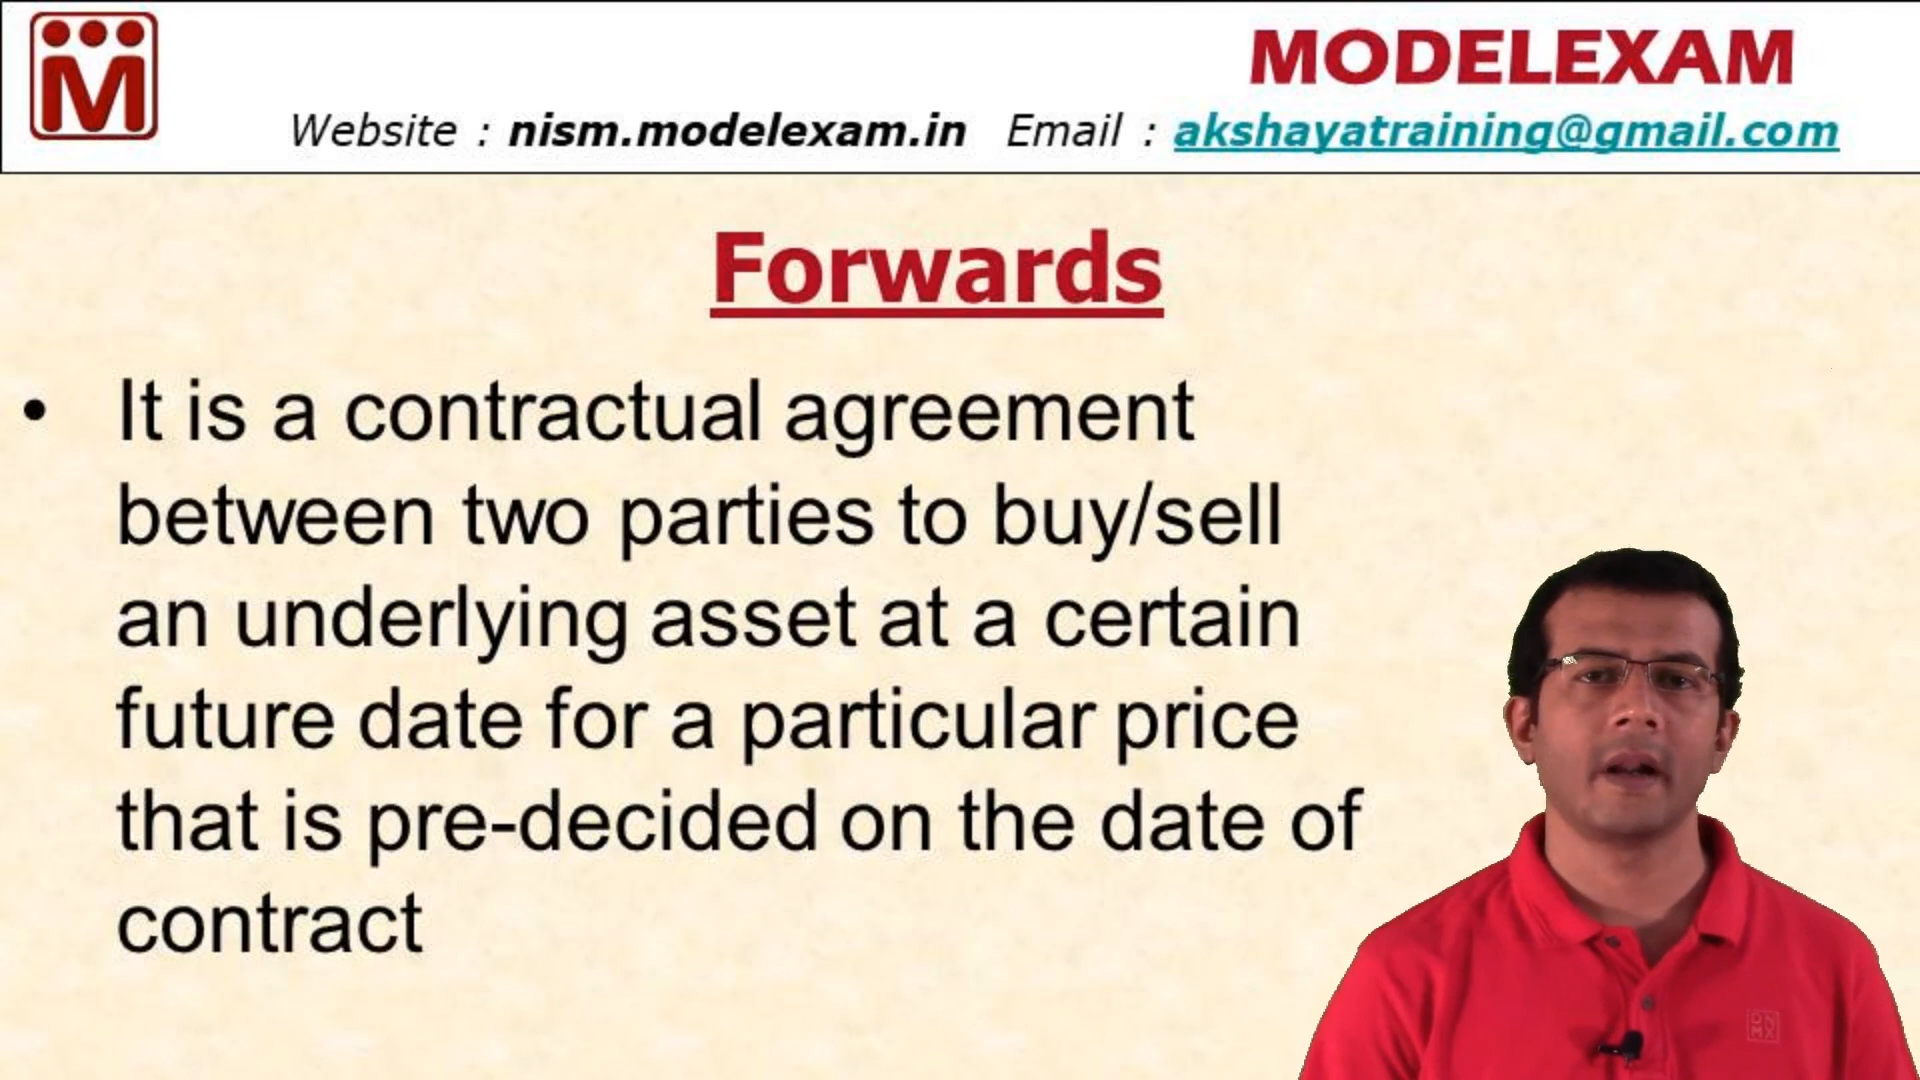 M
MODELEXAM
Website : nism.modelexam.in Email : akshayatraining@gmail.com
Forwards
• It is a contractual agreement
between two parties to buy/sell
an underlying asset at a certain
future date for a particular price
that is pre-decided on the date of
contract